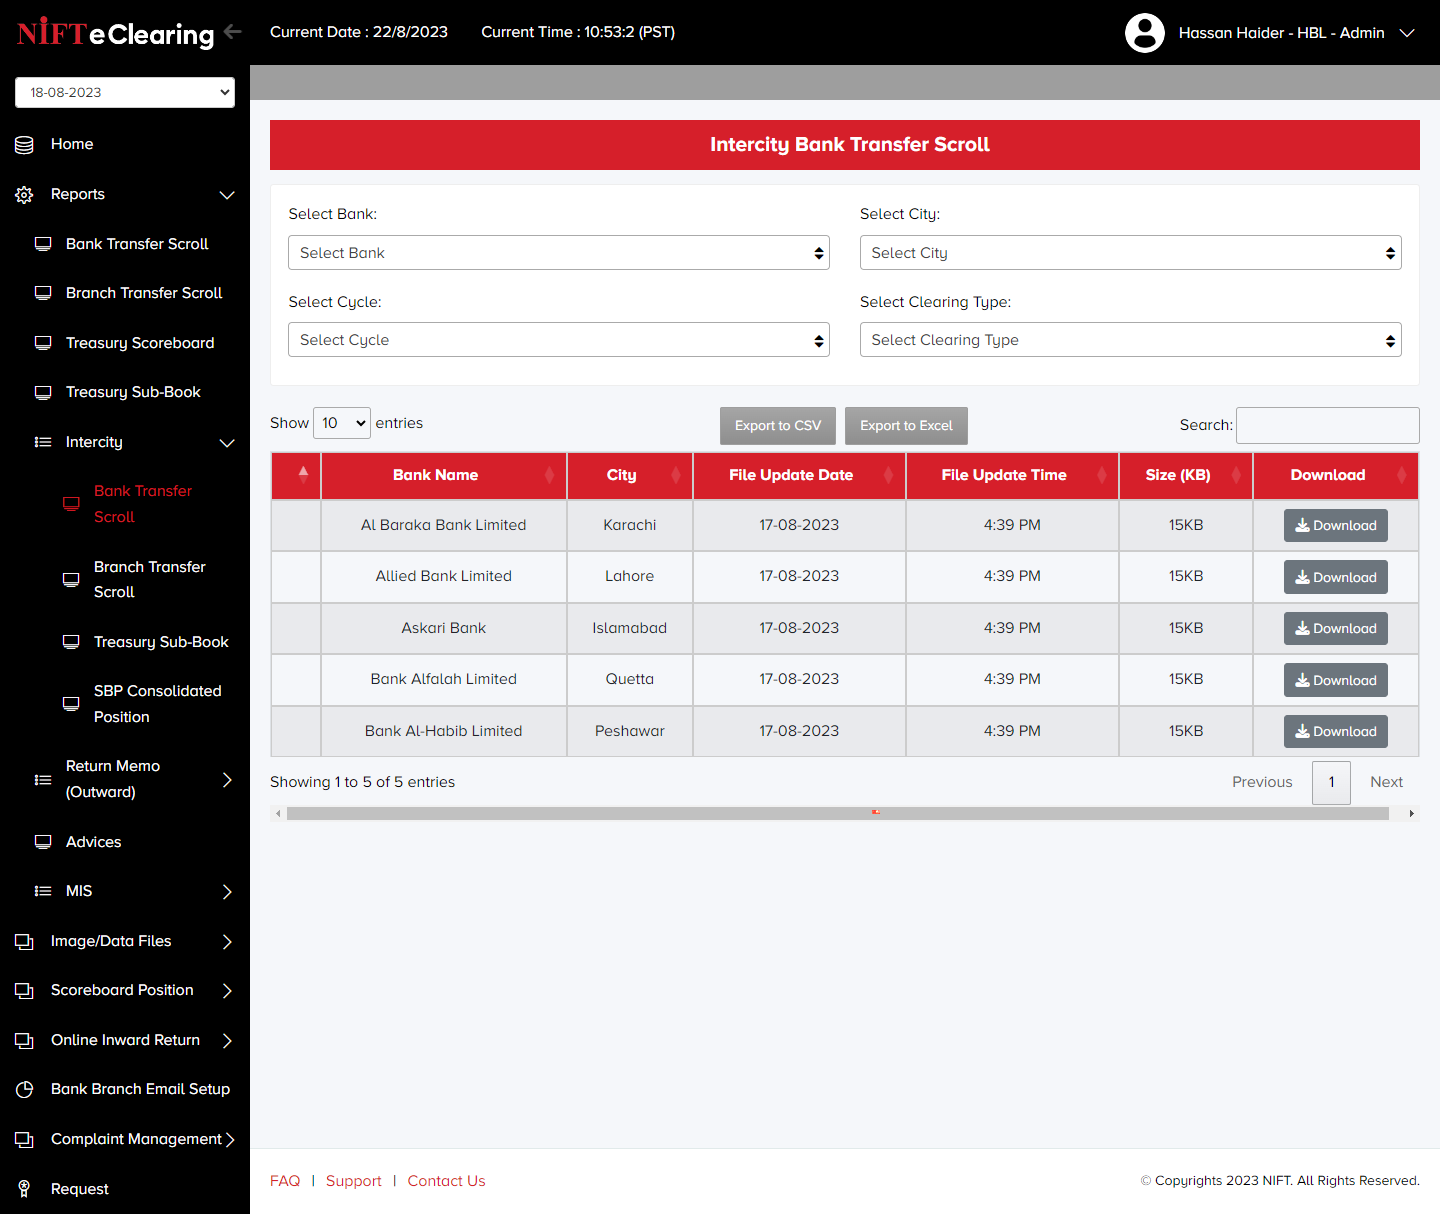 NIFT eClearing
Current Date : 22/8/2023
Current Time : 10:53:2 (PST)
Hassan Haider - HBL - Admin
18-08-2023
Home
Reports
Bank Transfer Scroll
Branch Transfer Scroll
Treasury Scoreboard
Treasury Sub-Book
Intercity
Bank Transfer
Scroll
Branch Transfer
Scroll
Treasury Sub-Book
SBP Consolidated
Position
Return Memo
(Outward)
Advices
MIS
Image/Data Files
Scoreboard Position
Online Inward Return
Bank Branch Email Setup
Complaint Management
Request
Intercity Bank Transfer Scroll
Select Bank:
Select Bank
Select City:
Select City
Select Cycle:
Select Cycle
Select Clearing Type:
Select Clearing Type
Show 10 entries
Export to CSV
Export to Excel
Search:
Bank Name City File Update Date File Update Time Size (KB) Download
Al Baraka Bank Limited Karachi 17-08-2023 4:39 PM 15KB Download
Allied Bank Limited Lahore 17-08-2023 4:39 PM 15KB Download
Askari Bank Islamabad 17-08-2023 4:39 PM 15KB Download
Bank Alfalah Limited Quetta 17-08-2023 4:39 PM 15KB Download
Bank Al-Habib Limited Peshawar 17-08-2023 4:39 PM 15KB Download
Showing 1 to 5 of 5 entries
Previous 1 Next
FAQ | Support | Contact Us
© Copyrights 2023 NIFT. All Rights Reserved.